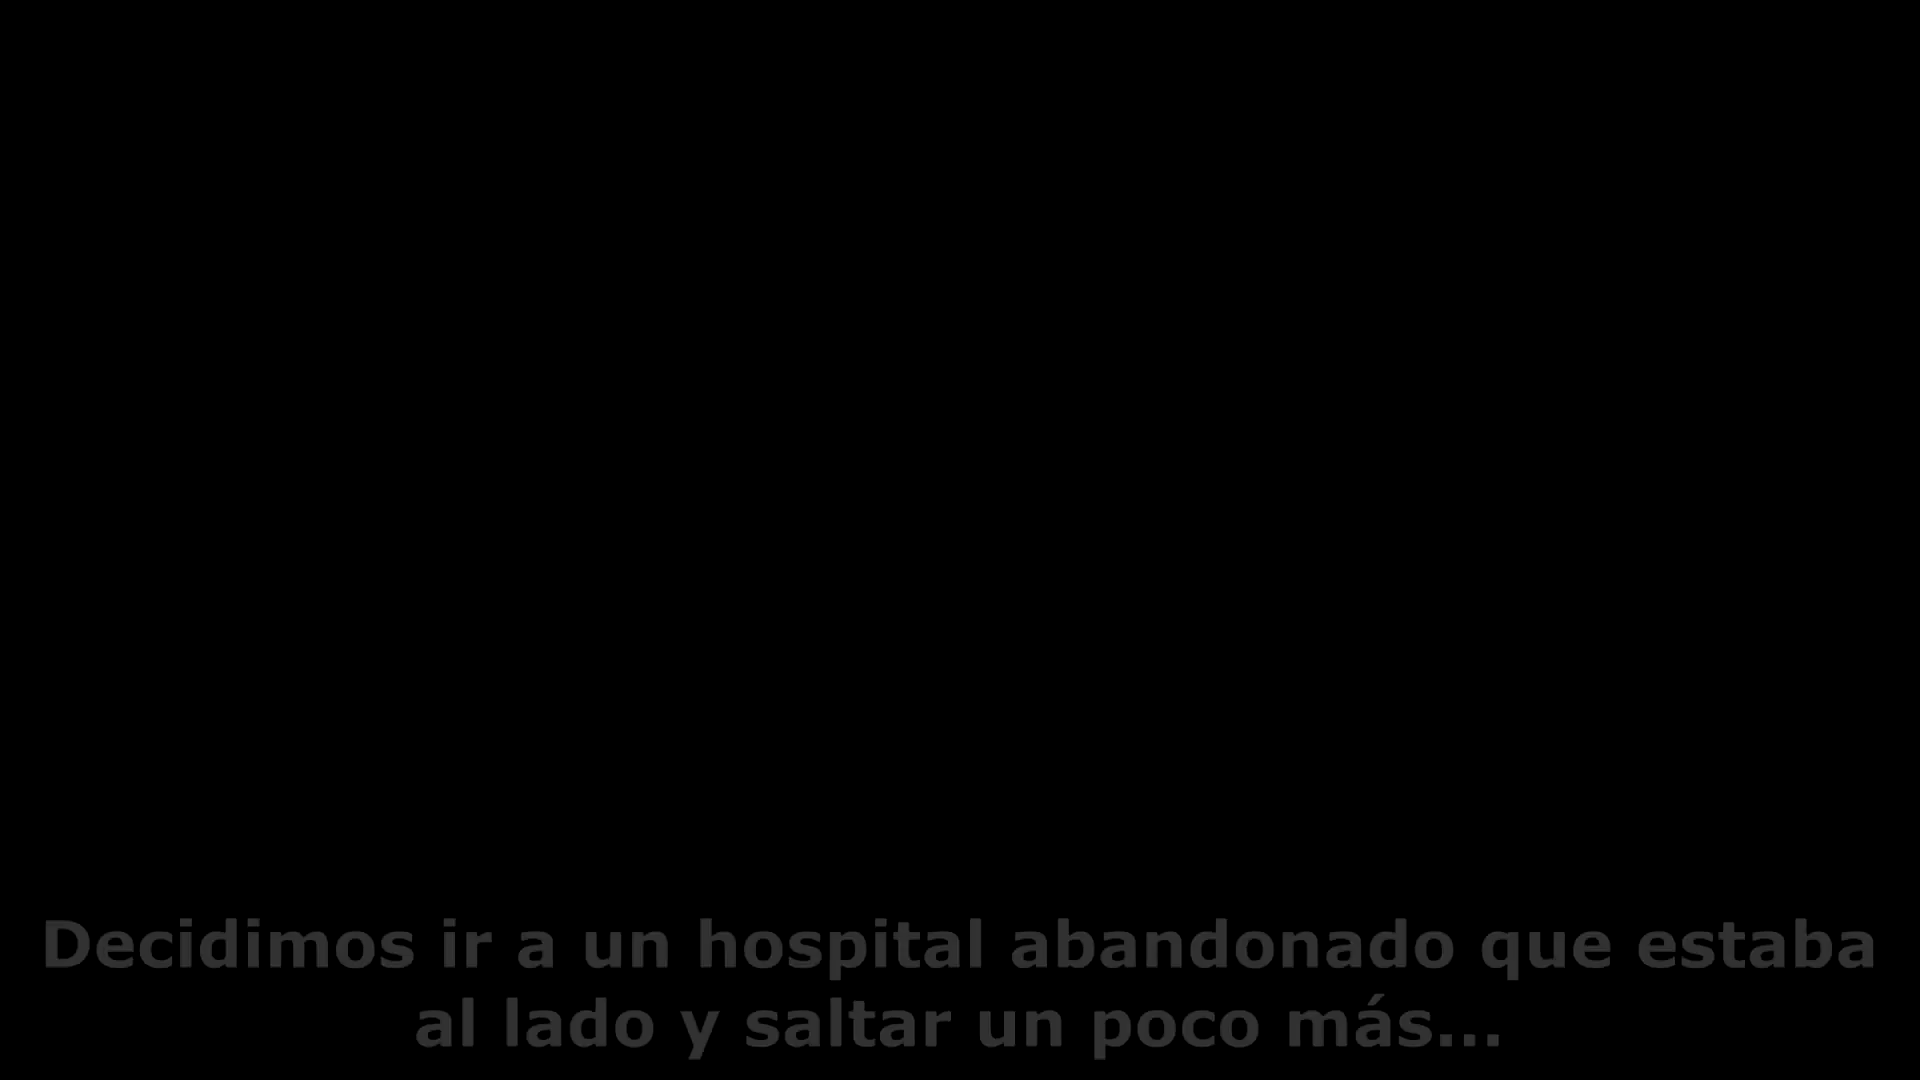 Decidimos ir a un hospital abandonado que estaba
al lado y saltar un poco más...